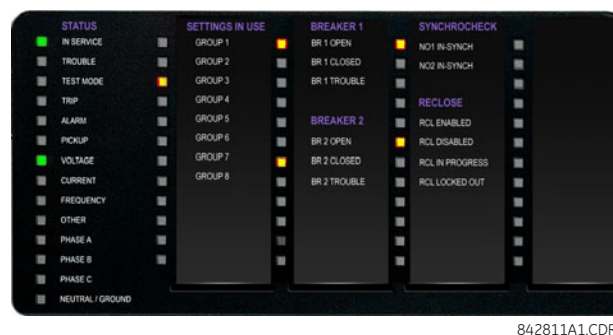 STATUS
IN SERVICE
TROUBLE
TEST MODE
TRIP
ALARM
PICKUP
VOLTAGE
CURRENT
FREQUENCY
OTHER
PHASE A
PHASE B
PHASE C
NEUTRAL / GROUND
SETTINGS IN USE
GROUP 1
GROUP 2
GROUP 3
GROUP 4
GROUP 5
GROUP 6
GROUP 7
GROUP 8
BREAKER 1
BR 1 OPEN
BR 1 CLOSED
BR 1 TROUBLE
BREAKER 2
BR 2 OPEN
BR 2 CLOSED
BR 2 TROUBLE
SYNCHROCHECK
NO1 IN-SYNCH
NO2 IN-SYNCH
RECLOSE
RCL ENABLED
RCL DISABLED
RCL IN PROGRESS
RCL LOCKED OUT
842811A1.CDR